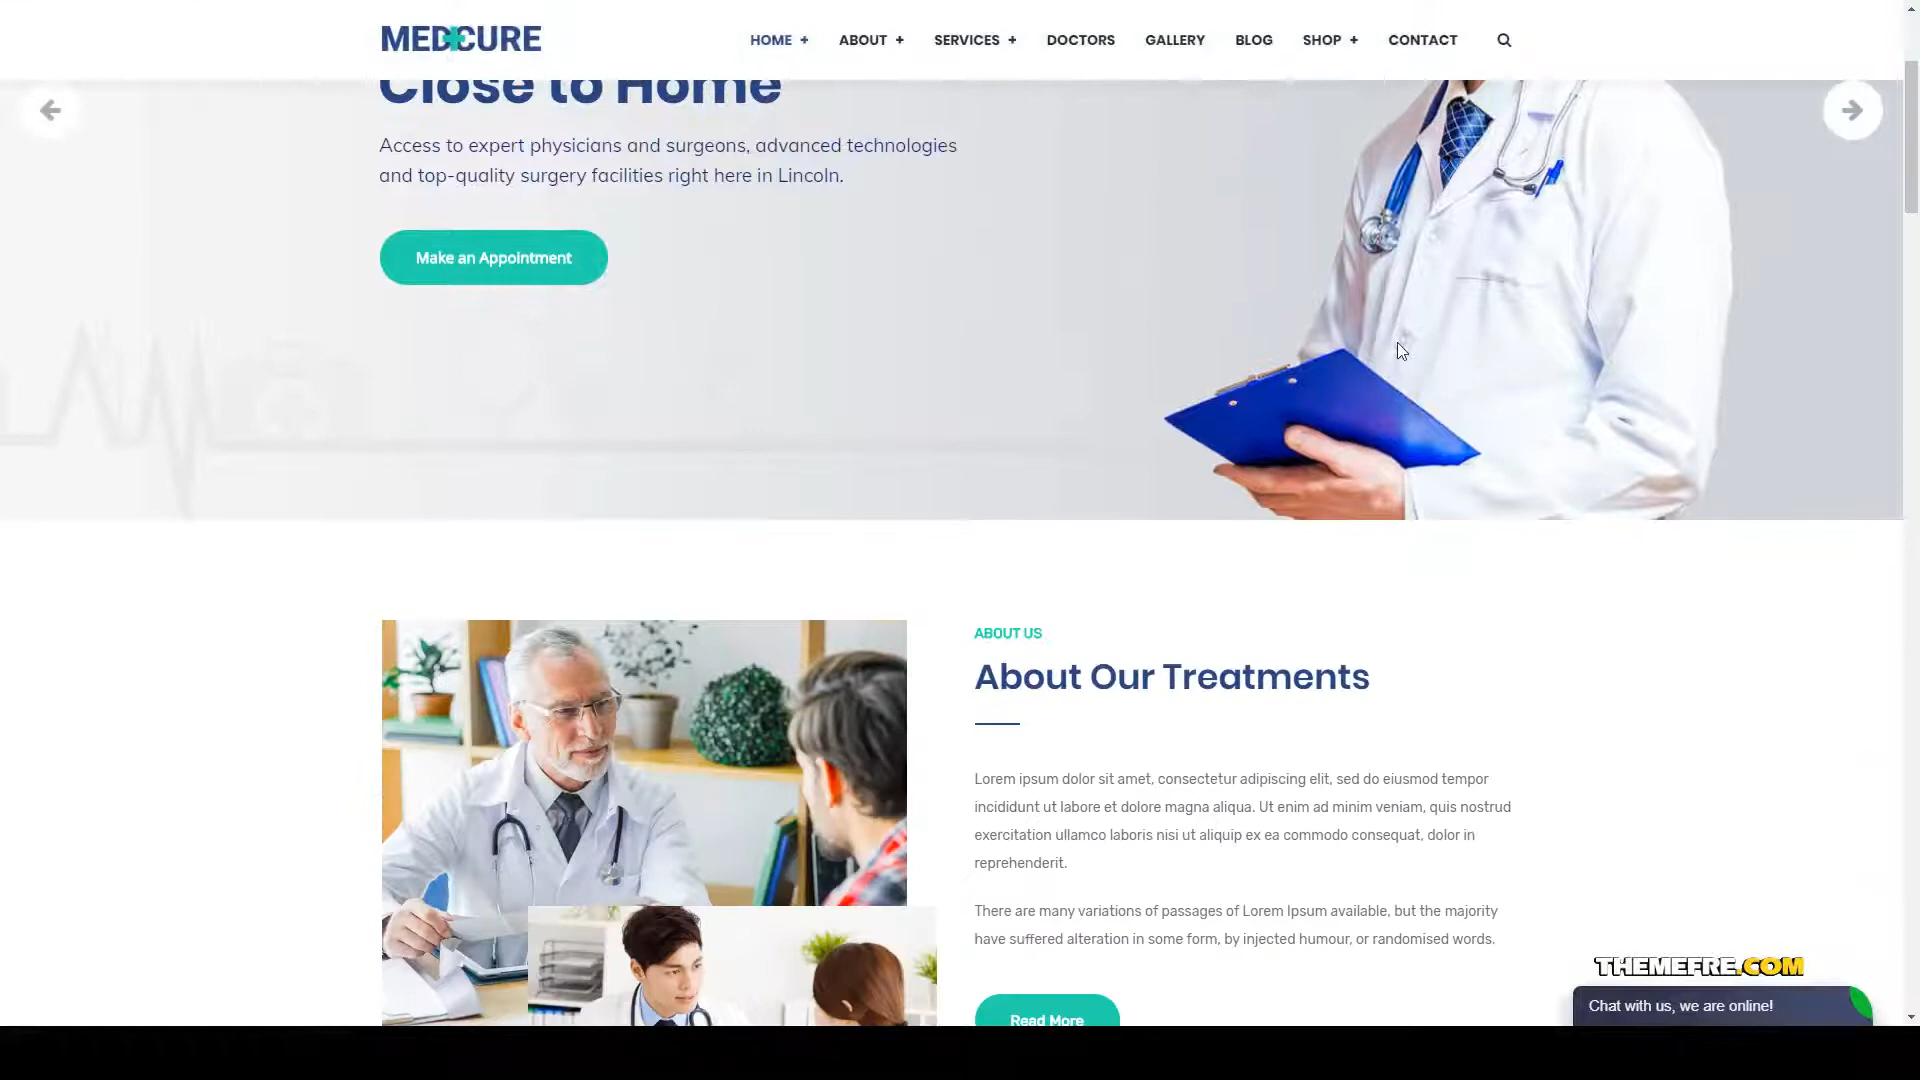 MEDCURE
HOME + ABOUT + SERVICES + DOCTORS GALLERY BLOG SHOP + CONTACT
Close to Home
Access to expert physicians and surgeons, advanced technologies
and top-quality surgery facilities right here in Lincoln.
Make an Appointment
ABOUT US
About Our Treatments
Lorem ipsum dolor sit amet, consectetur adipiscing elit, sed do eiusmod tempor
incididunt ut labore et dolore magna aliqua. Ut enim ad minim veniam, quis nostrud
exercitation ullamco laboris nisi ut aliquip ex ea commodo consequat, dolor in
reprehenderit.
There are many variations of passages of Lorem Ipsum available, but the majority
have suffered alteration in some form, by injected humour, or randomised words.
Read More
THEMEFRE.COM
Chat with us, we are online!